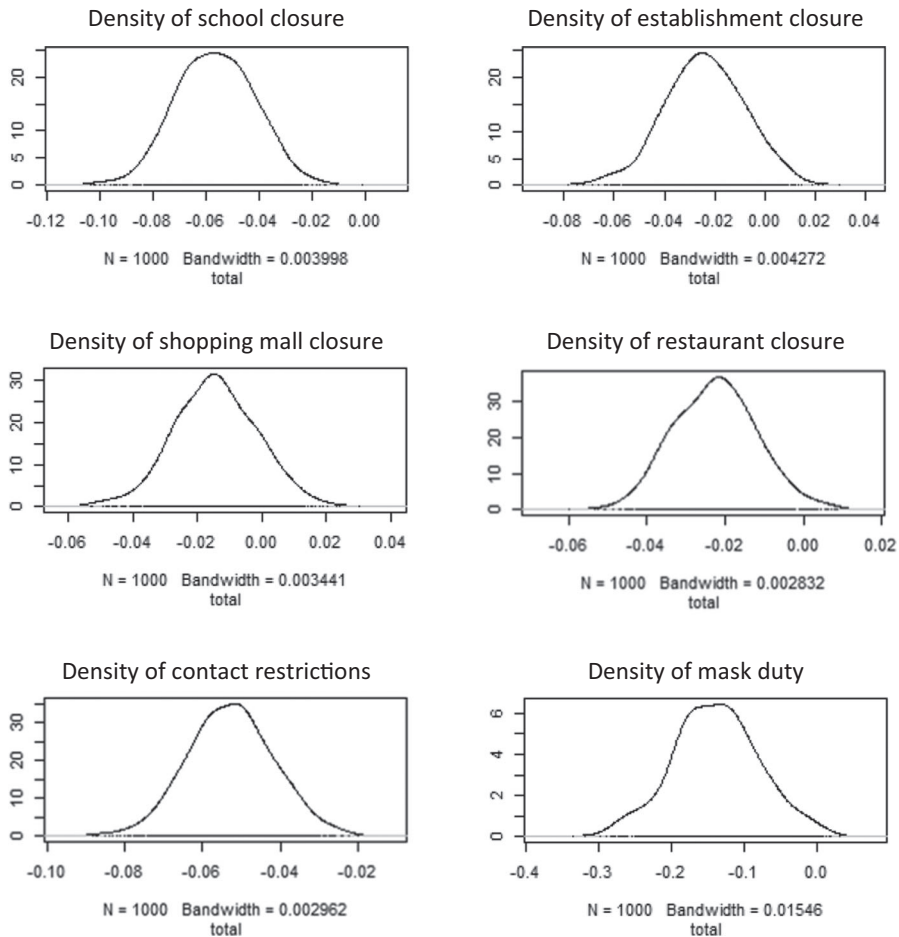 Density of school closure
20
10
5
0
-0.12 -0.10 -0.08 -0.06 -0.04 -0.02 0.00
N = 1000 Bandwidth = 0.003998
total
Density of establishment closure
20
10
5
0
-0.08 -0.06 -0.04 -0.02 0.00 0.02 0.04
N = 1000 Bandwidth = 0.004272
total
Density of shopping mall closure
30
20
10
0
-0.06 -0.04 -0.02 0.00 0.02 0.04
N = 1000 Bandwidth = 0.003441
total
Density of restaurant closure
30
20
10
0
-0.06 -0.04 -0.02 0.00 0.02
N = 1000 Bandwidth = 0.002832
total
Density of contact restrictions
30
20
10
0
-0.10 -0.08 -0.06 -0.04 -0.02
N = 1000 Bandwidth = 0.002962
total
Density of mask duty
6
4
2
0
-0.4 -0.3 -0.2 -0.1 0.0
N = 1000 Bandwidth = 0.01546
total